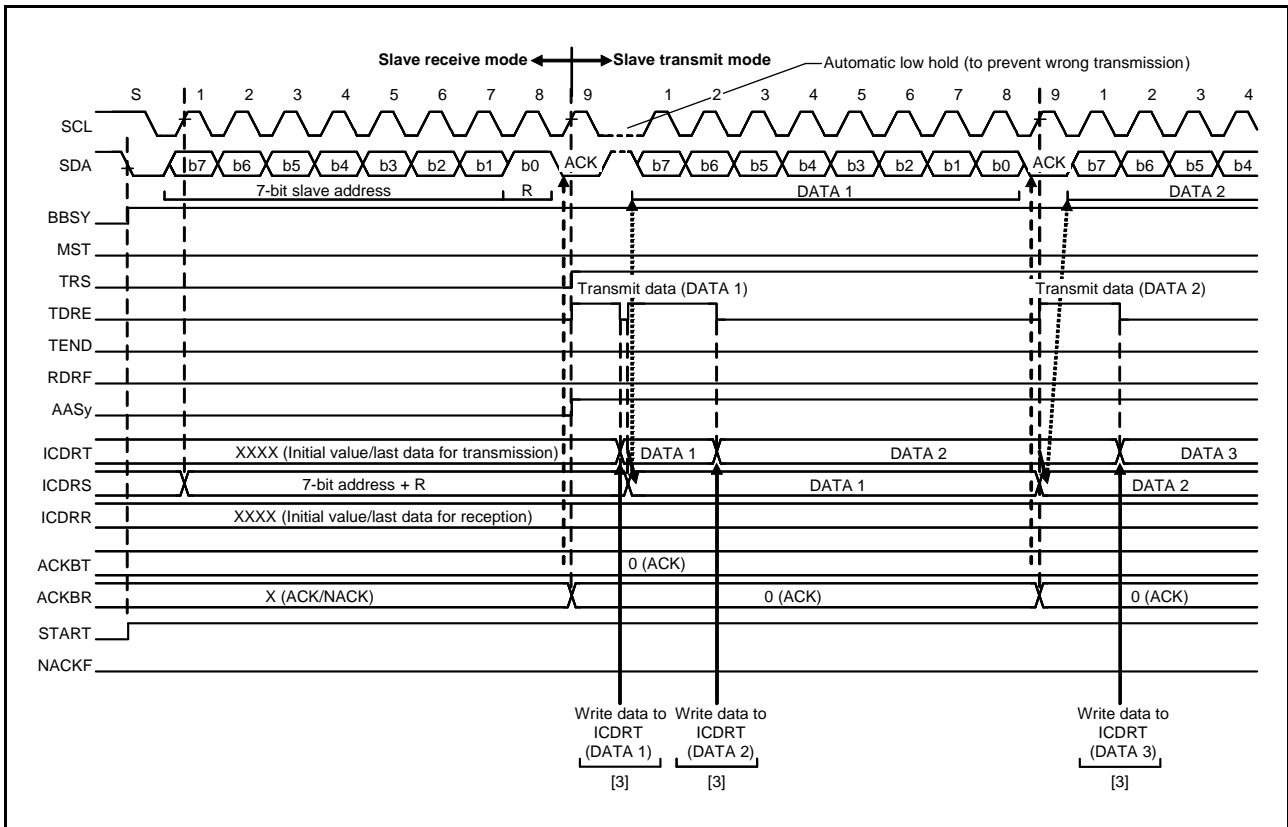 Slave receive mode Slave transmit mode
Automatic low hold (to prevent wrong transmission)
S 1 2 3 4 5 6 7 8 9 1 2 3 4 5 6 7 8 9 1 2 3 4
SCL
SDA b7 b6 b5 b4 b3 b2 b1 b0 ACK b7 b6 b5 b4 b3 b2 b1 b0 ACK b7 b6 b5 b4
7-bit slave address R DATA 1 DATA 2
BBSY
MST
TRS
Transmit data (DATA 1) Transmit data (DATA 2)
TDRE
TEND
RDRF
AASy
ICDRT XXXX (Initial value/last data for transmission) DATA 1 DATA 2 DATA 3
ICDRS 7-bit address + R DATA 1 DATA 2
ICDRR XXXX (Initial value/last data for reception)
ACKBT 0 (ACK)
ACKBR X (ACK/NACK) 0 (ACK) 0 (ACK)
START
NACKF
Write data to Write data to Write data to
ICDRT ICDRT ICDRT
(DATA 1) (DATA 2) (DATA 3)
[3] [3] [3]